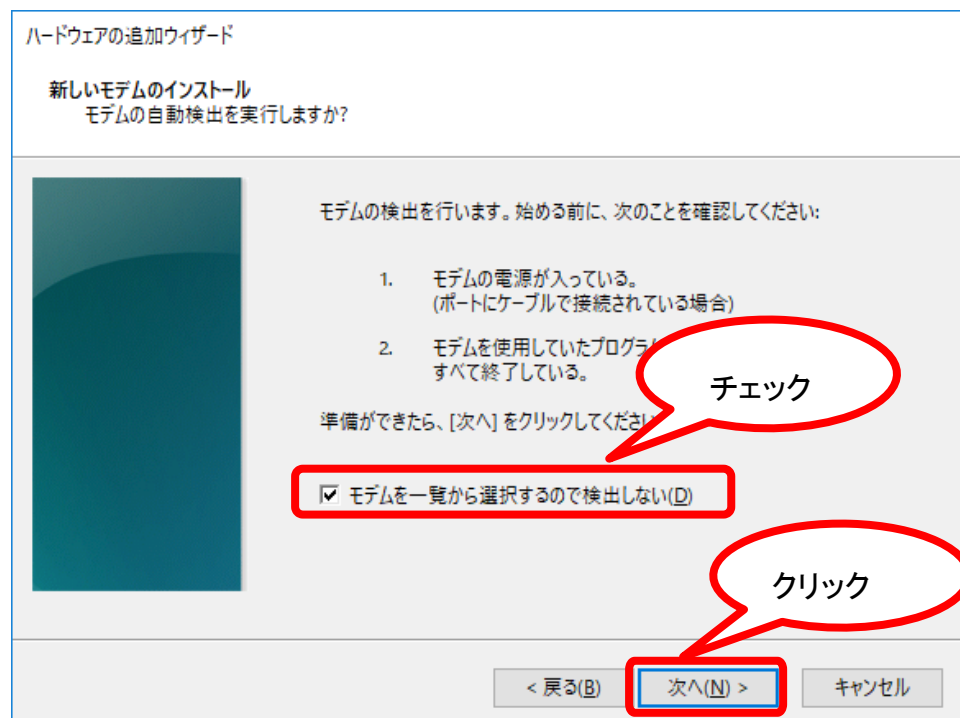 ハードウェアの追加ウィザード
新しいモデムのインストール
モデムの自動検出を実行しますか?
モデムの検出を行います。始める前に、次のことを確認してください:
1. モデムの電源が入っている。
(ポートにケーブルで接続されている場合)
2. モデムを使用していたプログラ
すべて終了している。
チェック
準備ができたら、[次へ] をクリックしてくださ
モデムを一覧から選択するので検出しない(D)
クリック
< 戻る(B) 次へ(N) > キャンセル